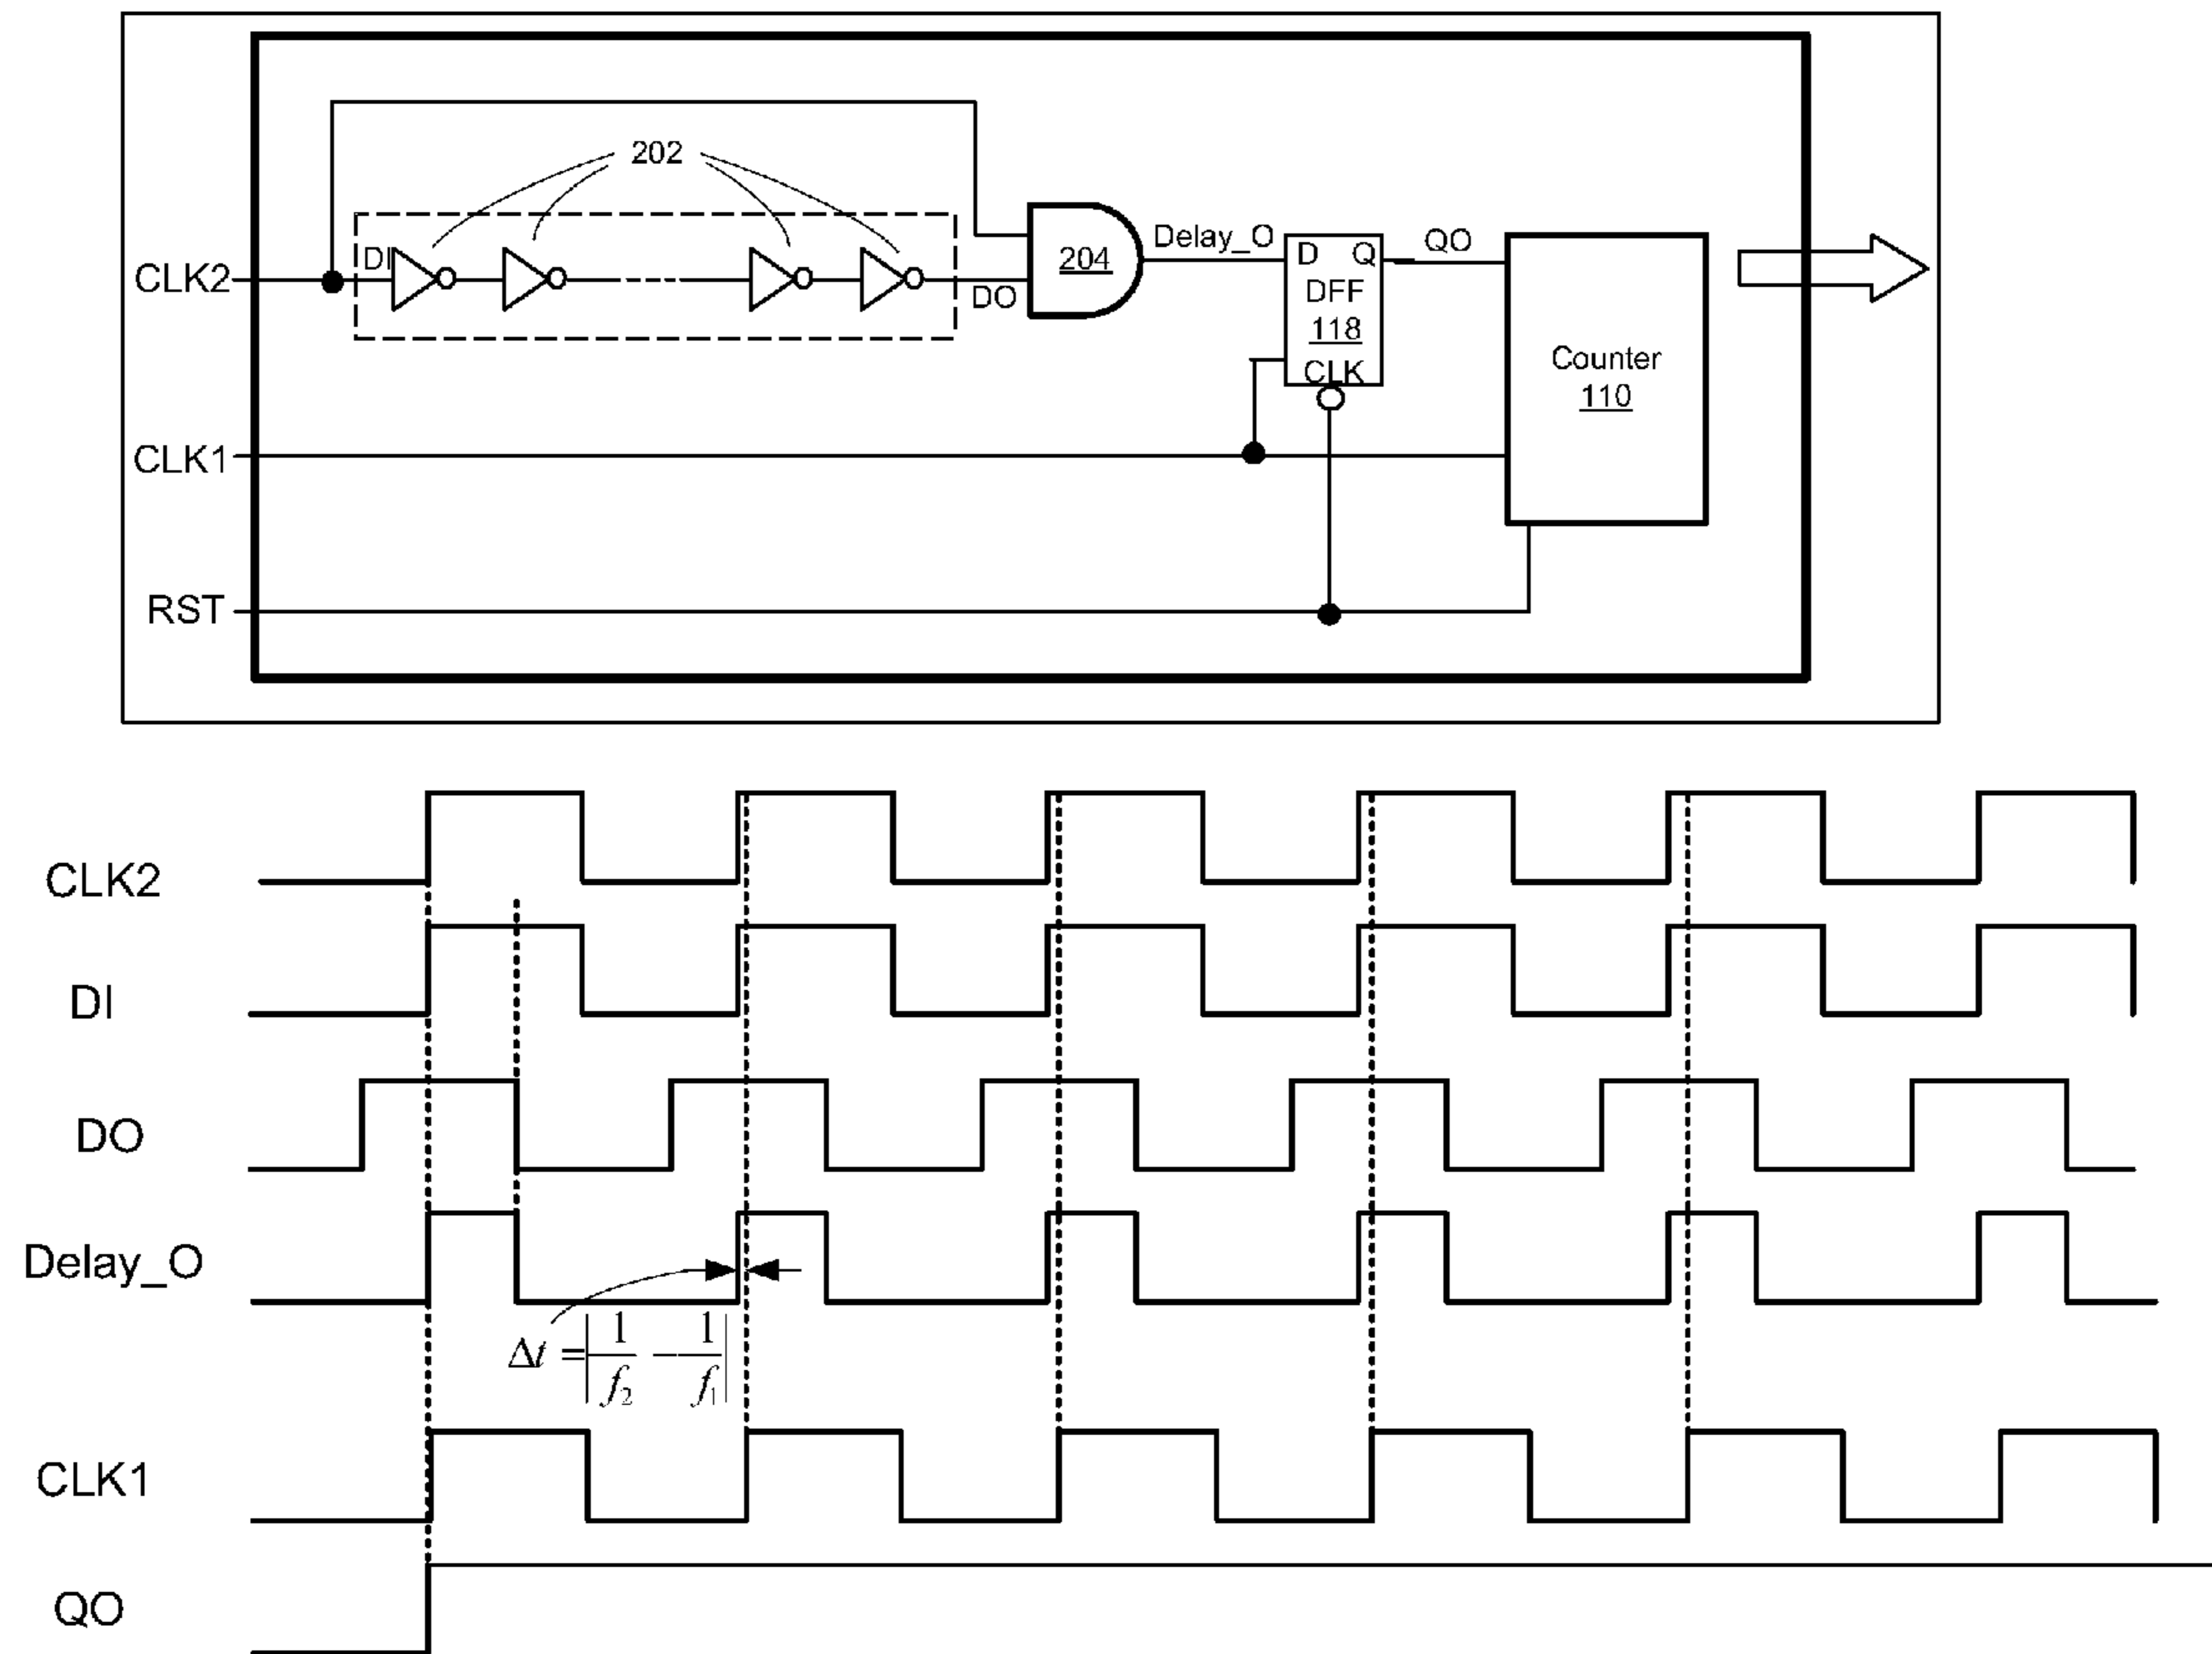 202
CLK2
DI
DO
204
Delay_O
D Q
DFF
118
CLK
QO
Counter
110
CLK1
RST
CLK2
DI
DO
Delay_O
Δt = |1/f₂ − 1/f₁|
CLK1
QO